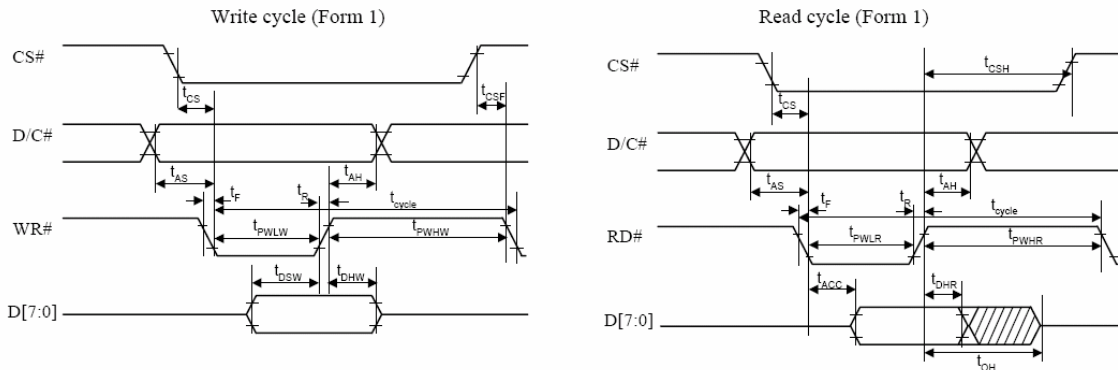 Write cycle (Form 1)
CS#
tCS
tCSF
D/C#
tAS
tAH
tF
tR
tcycle
WR#
tPWLW
tPWHW
tDSW
tDHW
D[7:0]
Read cycle (Form 1)
CS#
tCSH
tCS
D/C#
tAS
tAH
tF
tR
tcycle
RD#
tPWLR
tPWHR
tACC
tDHR
D[7:0]
tOH